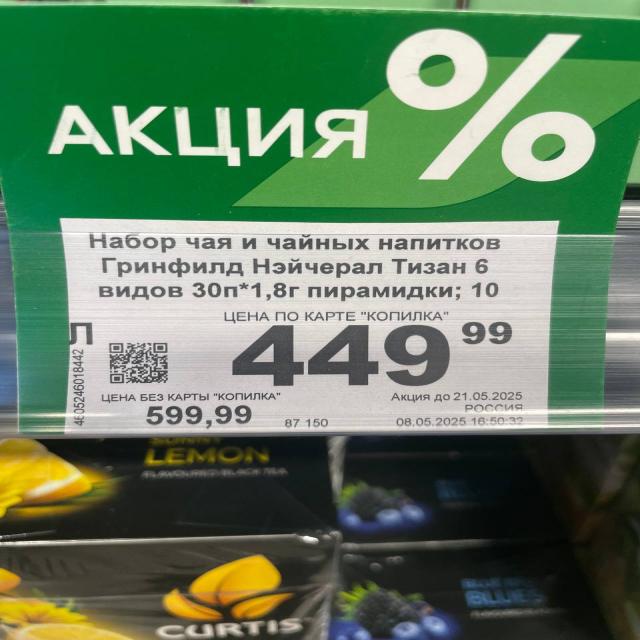 АКЦИЯ %
Набор чая и чайных напитков
Гринфилд Нэйчерал Тизан 6
видов 30п*1,8г пирамидки; 10
ЦЕНА ПО КАРТЕ "КОПИЛКА"
Л
449 99
ЦЕНА БЕЗ КАРТЫ "КОПИЛКА"
599,99
87 150
Акция до 21.05.2025
РОССИЯ
08.05.2025 16:50:32
SUNNY
LEMON
FLAVOURED BLACK TEA
BLUE
BLUES
CURTIS